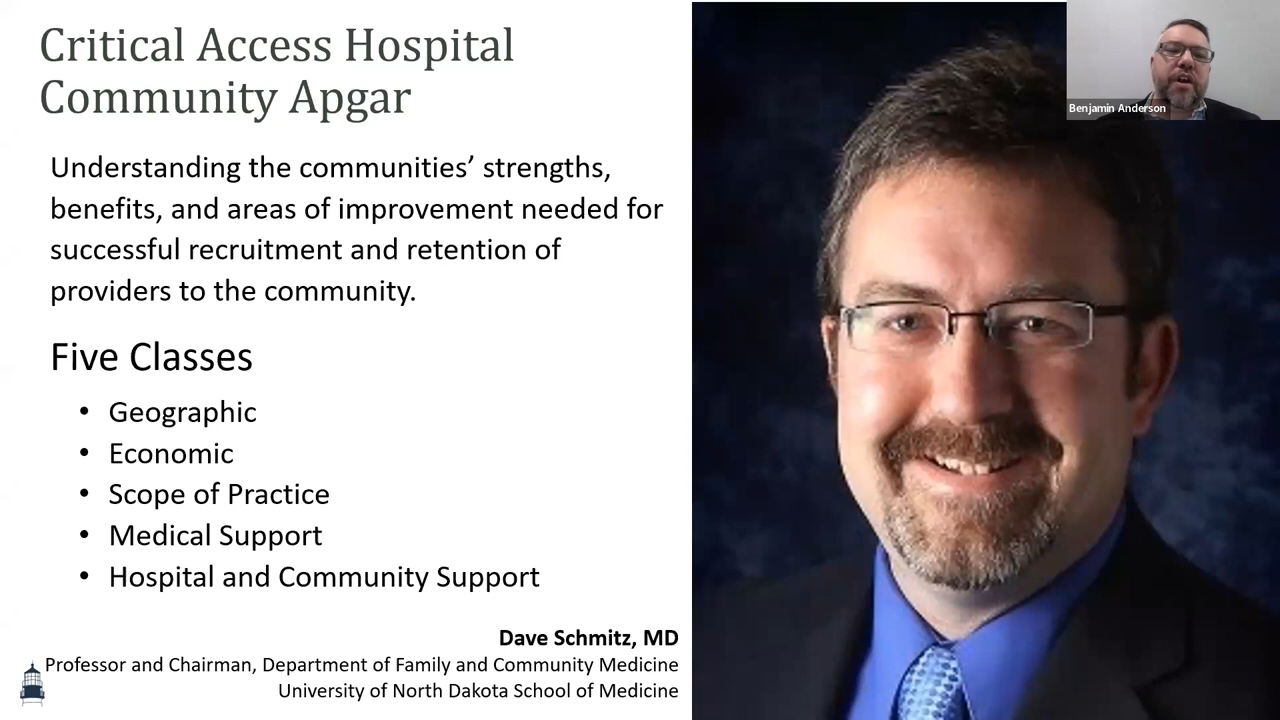 Critical Access Hospital
Community Apgar
Understanding the communities’ strengths,
benefits, and areas of improvement needed for
successful recruitment and retention of
providers to the community.
Five Classes
• Geographic
• Economic
• Scope of Practice
• Medical Support
• Hospital and Community Support
Dave Schmitz, MD
Professor and Chairman, Department of Family and Community Medicine
University of North Dakota School of Medicine
Benjamin Anderson